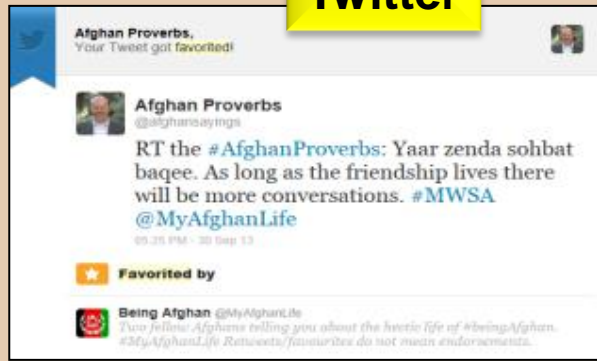 Twitter
Afghan Proverbs,
Your Tweet got favorited!
Afghan Proverbs
@afghansayings
RT the #AfghanProverbs: Yaar zenda sohbat
baqee. As long as the friendship lives there
will be more conversations. #MWSA
@MyAfghanLife
05:25 PM - 30 Sep 13
Favorited by
Being Afghan @MyAfghanLife
Two fellow Afghans telling you about the hectic life of #beingAfghan.
#MyAfghanLife Retweets/favourites do not mean endorsements.